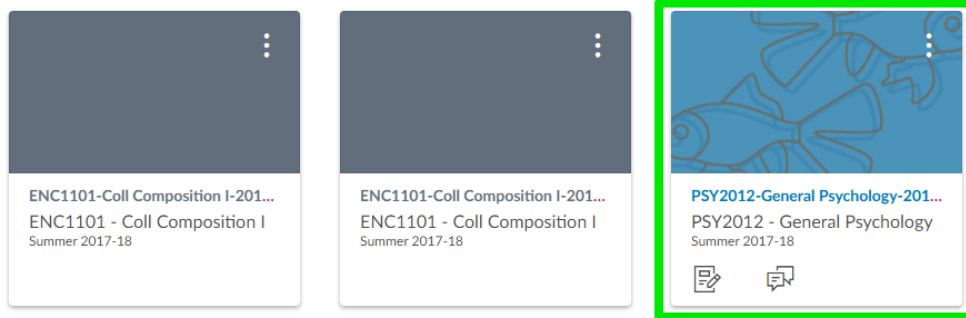 ENC1101-Coll Composition I-201...
ENC1101 - Coll Composition I
Summer 2017-18
ENC1101-Coll Composition I-201...
ENC1101 - Coll Composition I
Summer 2017-18
PSY2012-General Psychology-201...
PSY2012 - General Psychology
Summer 2017-18